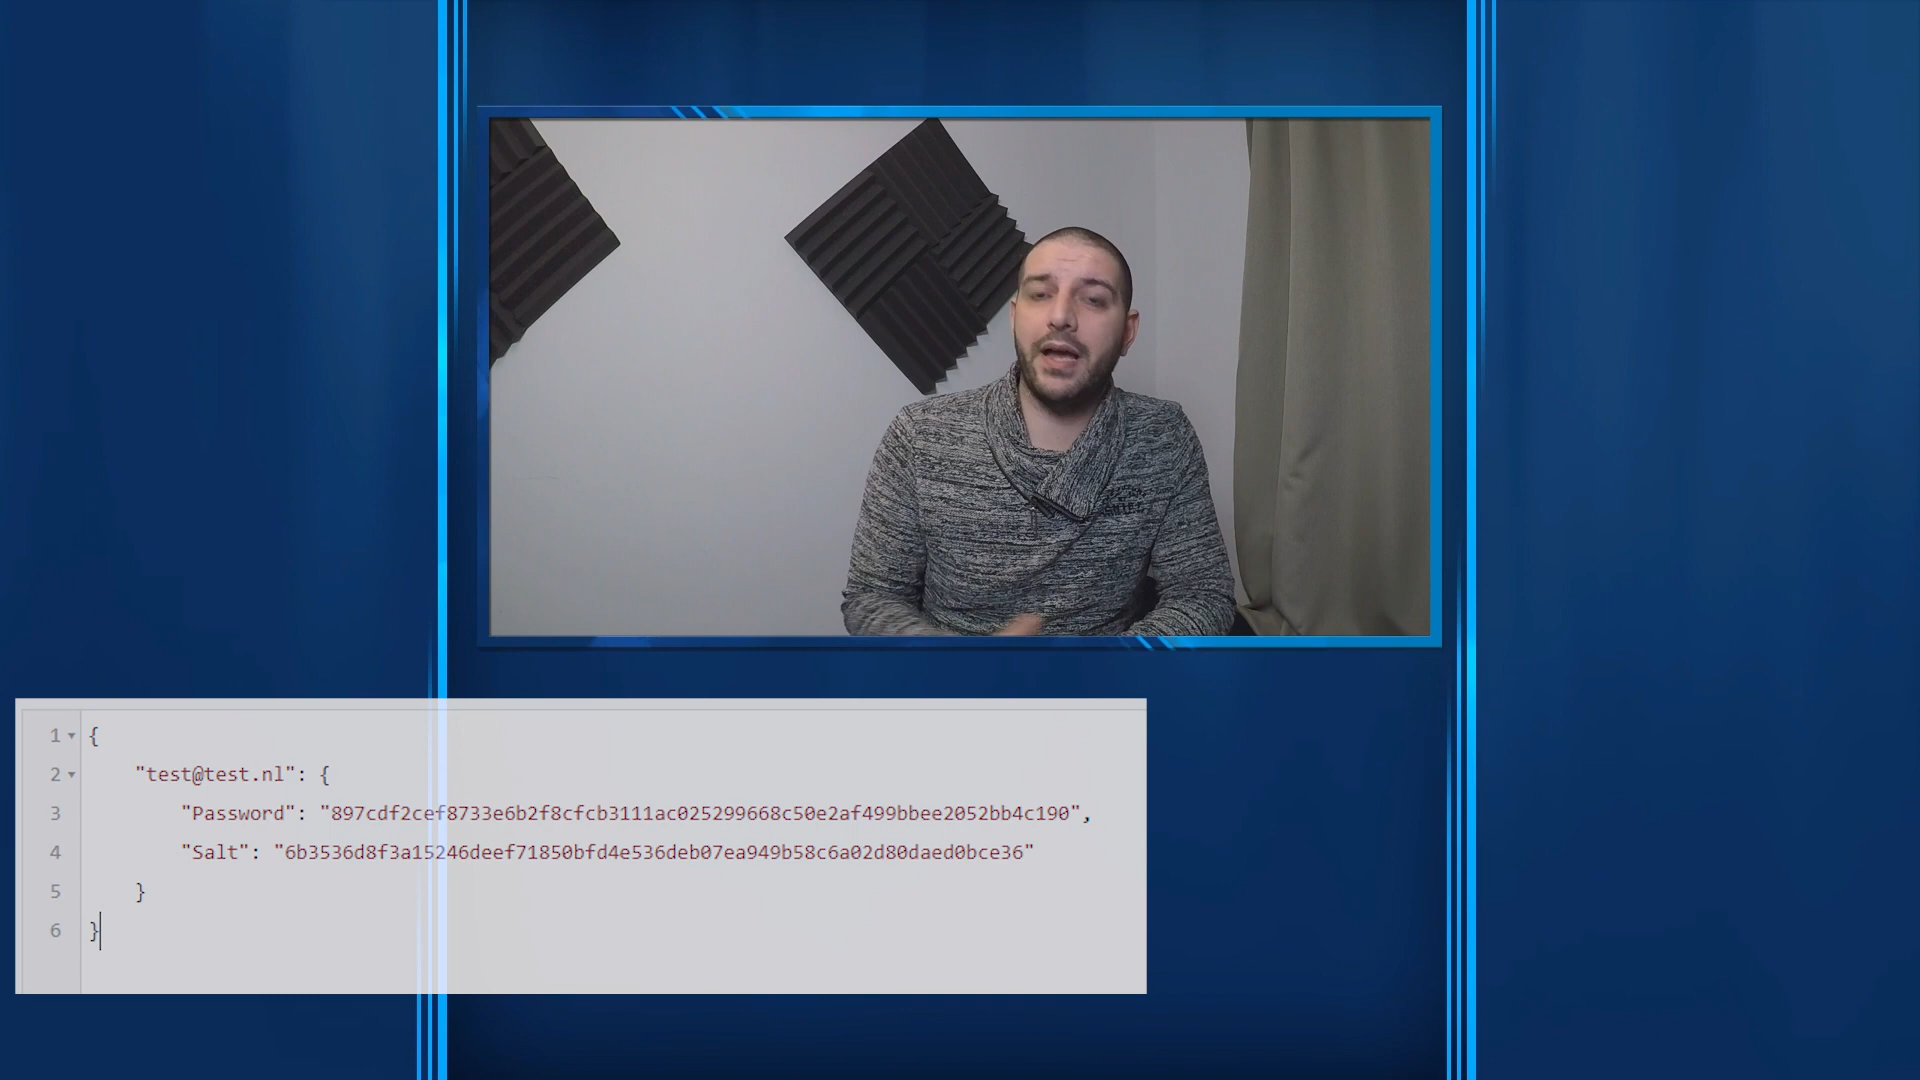 1 {
2 "test@test.nl": {
3 "Password": "897cdf2cef8733e6b2f8cfcb3111ac025299668c50e2af499bbee2052bb4c190",
4 "Salt": "6b3536d8f3a15246deef71850bfd4e536deb07ea949b58c6a02d80daed0bce36"
5 }
6 }